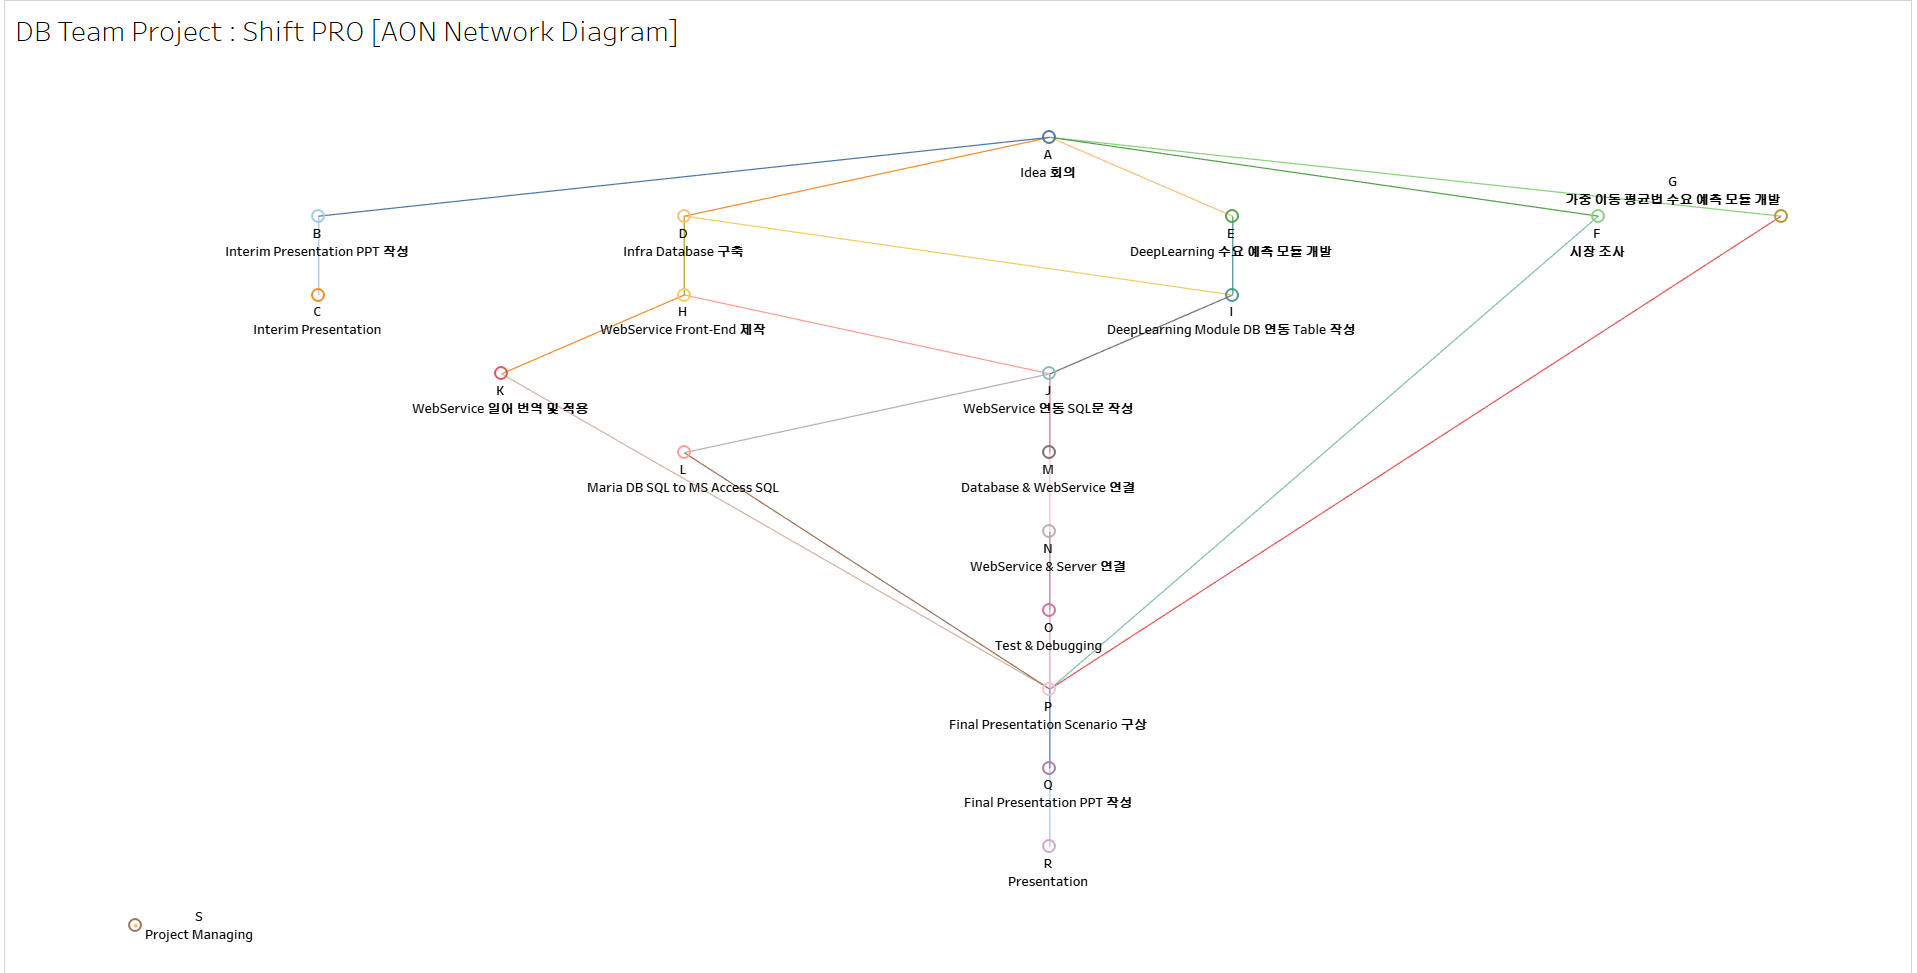 DB Team Project : Shift PRO [AON Network Diagram]
A
Idea 회의
G
가중 이동 평균법 수요 예측 모듈 개발
B
Interim Presentation PPT 작성
D
Infra Database 구축
E
DeepLearning 수요 예측 모듈 개발
F
시장 조사
C
Interim Presentation
H
WebService Front-End 제작
I
DeepLearning Module DB 연동 Table 작성
K
WebService 일어 번역 및 적용
J
WebService 연동 SQL문 작성
L
Maria DB SQL to MS Access SQL
M
Database & WebService 연결
N
WebService & Server 연결
O
Test & Debugging
P
Final Presentation Scenario 구상
Q
Final Presentation PPT 작성
R
Presentation
S
Project Managing